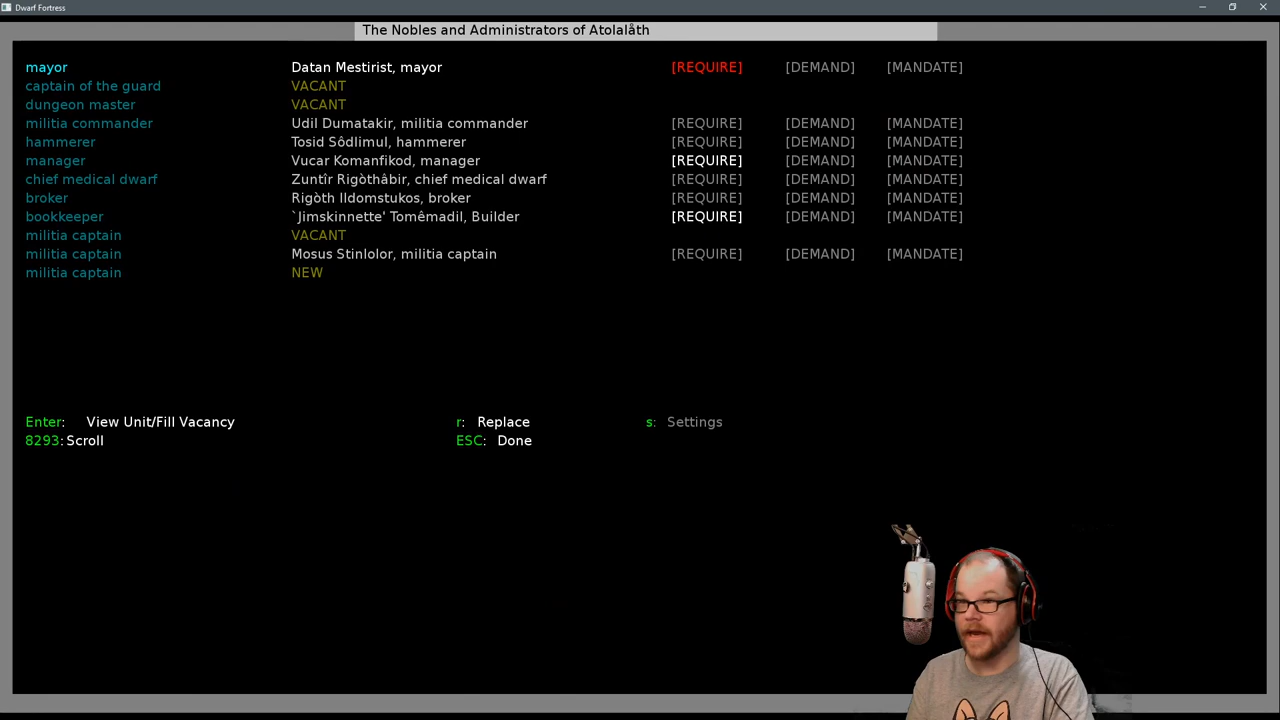 Dwarf Fortress
The Nobles and Administrators of Atolalåth
mayor Datan Mestirist, mayor [REQUIRE] [DEMAND] [MANDATE]
captain of the guard VACANT
dungeon master VACANT
militia commander Udil Dumatakir, militia commander [REQUIRE] [DEMAND] [MANDATE]
hammerer Tosid Sôdlimul, hammerer [REQUIRE] [DEMAND] [MANDATE]
manager Vucar Komanfikod, manager [REQUIRE] [DEMAND] [MANDATE]
chief medical dwarf Zuntîr Rigòthâbir, chief medical dwarf [REQUIRE] [DEMAND] [MANDATE]
broker Rigòth Ildomstukos, broker [REQUIRE] [DEMAND] [MANDATE]
bookkeeper `Jimskinnette' Tomêmadil, Builder [REQUIRE] [DEMAND] [MANDATE]
militia captain VACANT
militia captain Mosus Stinlolor, militia captain [REQUIRE] [DEMAND] [MANDATE]
militia captain NEW
Enter: View Unit/Fill Vacancy r: Replace s: Settings
8293: Scroll ESC: Done